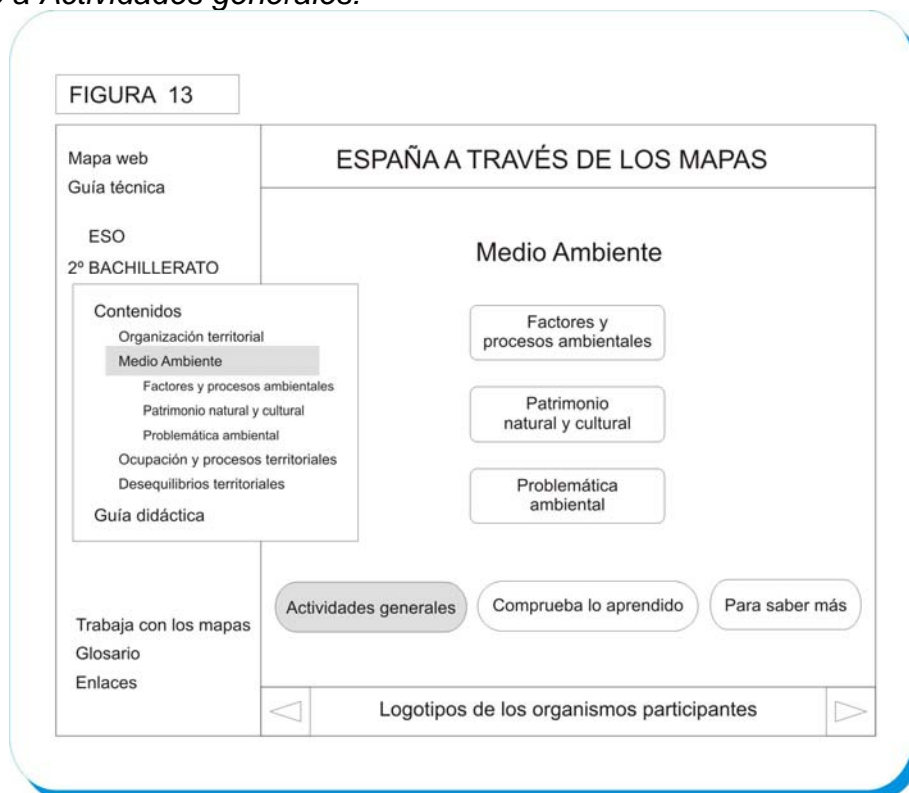 a Actividades generales.
FIGURA 13
Mapa web
Guía técnica
ESO
2º BACHILLERATO
Contenidos
Organización territorial
Medio Ambiente
Factores y procesos ambientales
Patrimonio natural y cultural
Problemática ambiental
Ocupación y procesos territoriales
Desequilibrios territoriales
Guía didáctica
Trabaja con los mapas
Glosario
Enlaces
ESPAÑA A TRAVÉS DE LOS MAPAS
Medio Ambiente
Factores y
procesos ambientales
Patrimonio
natural y cultural
Problemática
ambiental
Actividades generales
Comprueba lo aprendido
Para saber más
Logotipos de los organismos participantes